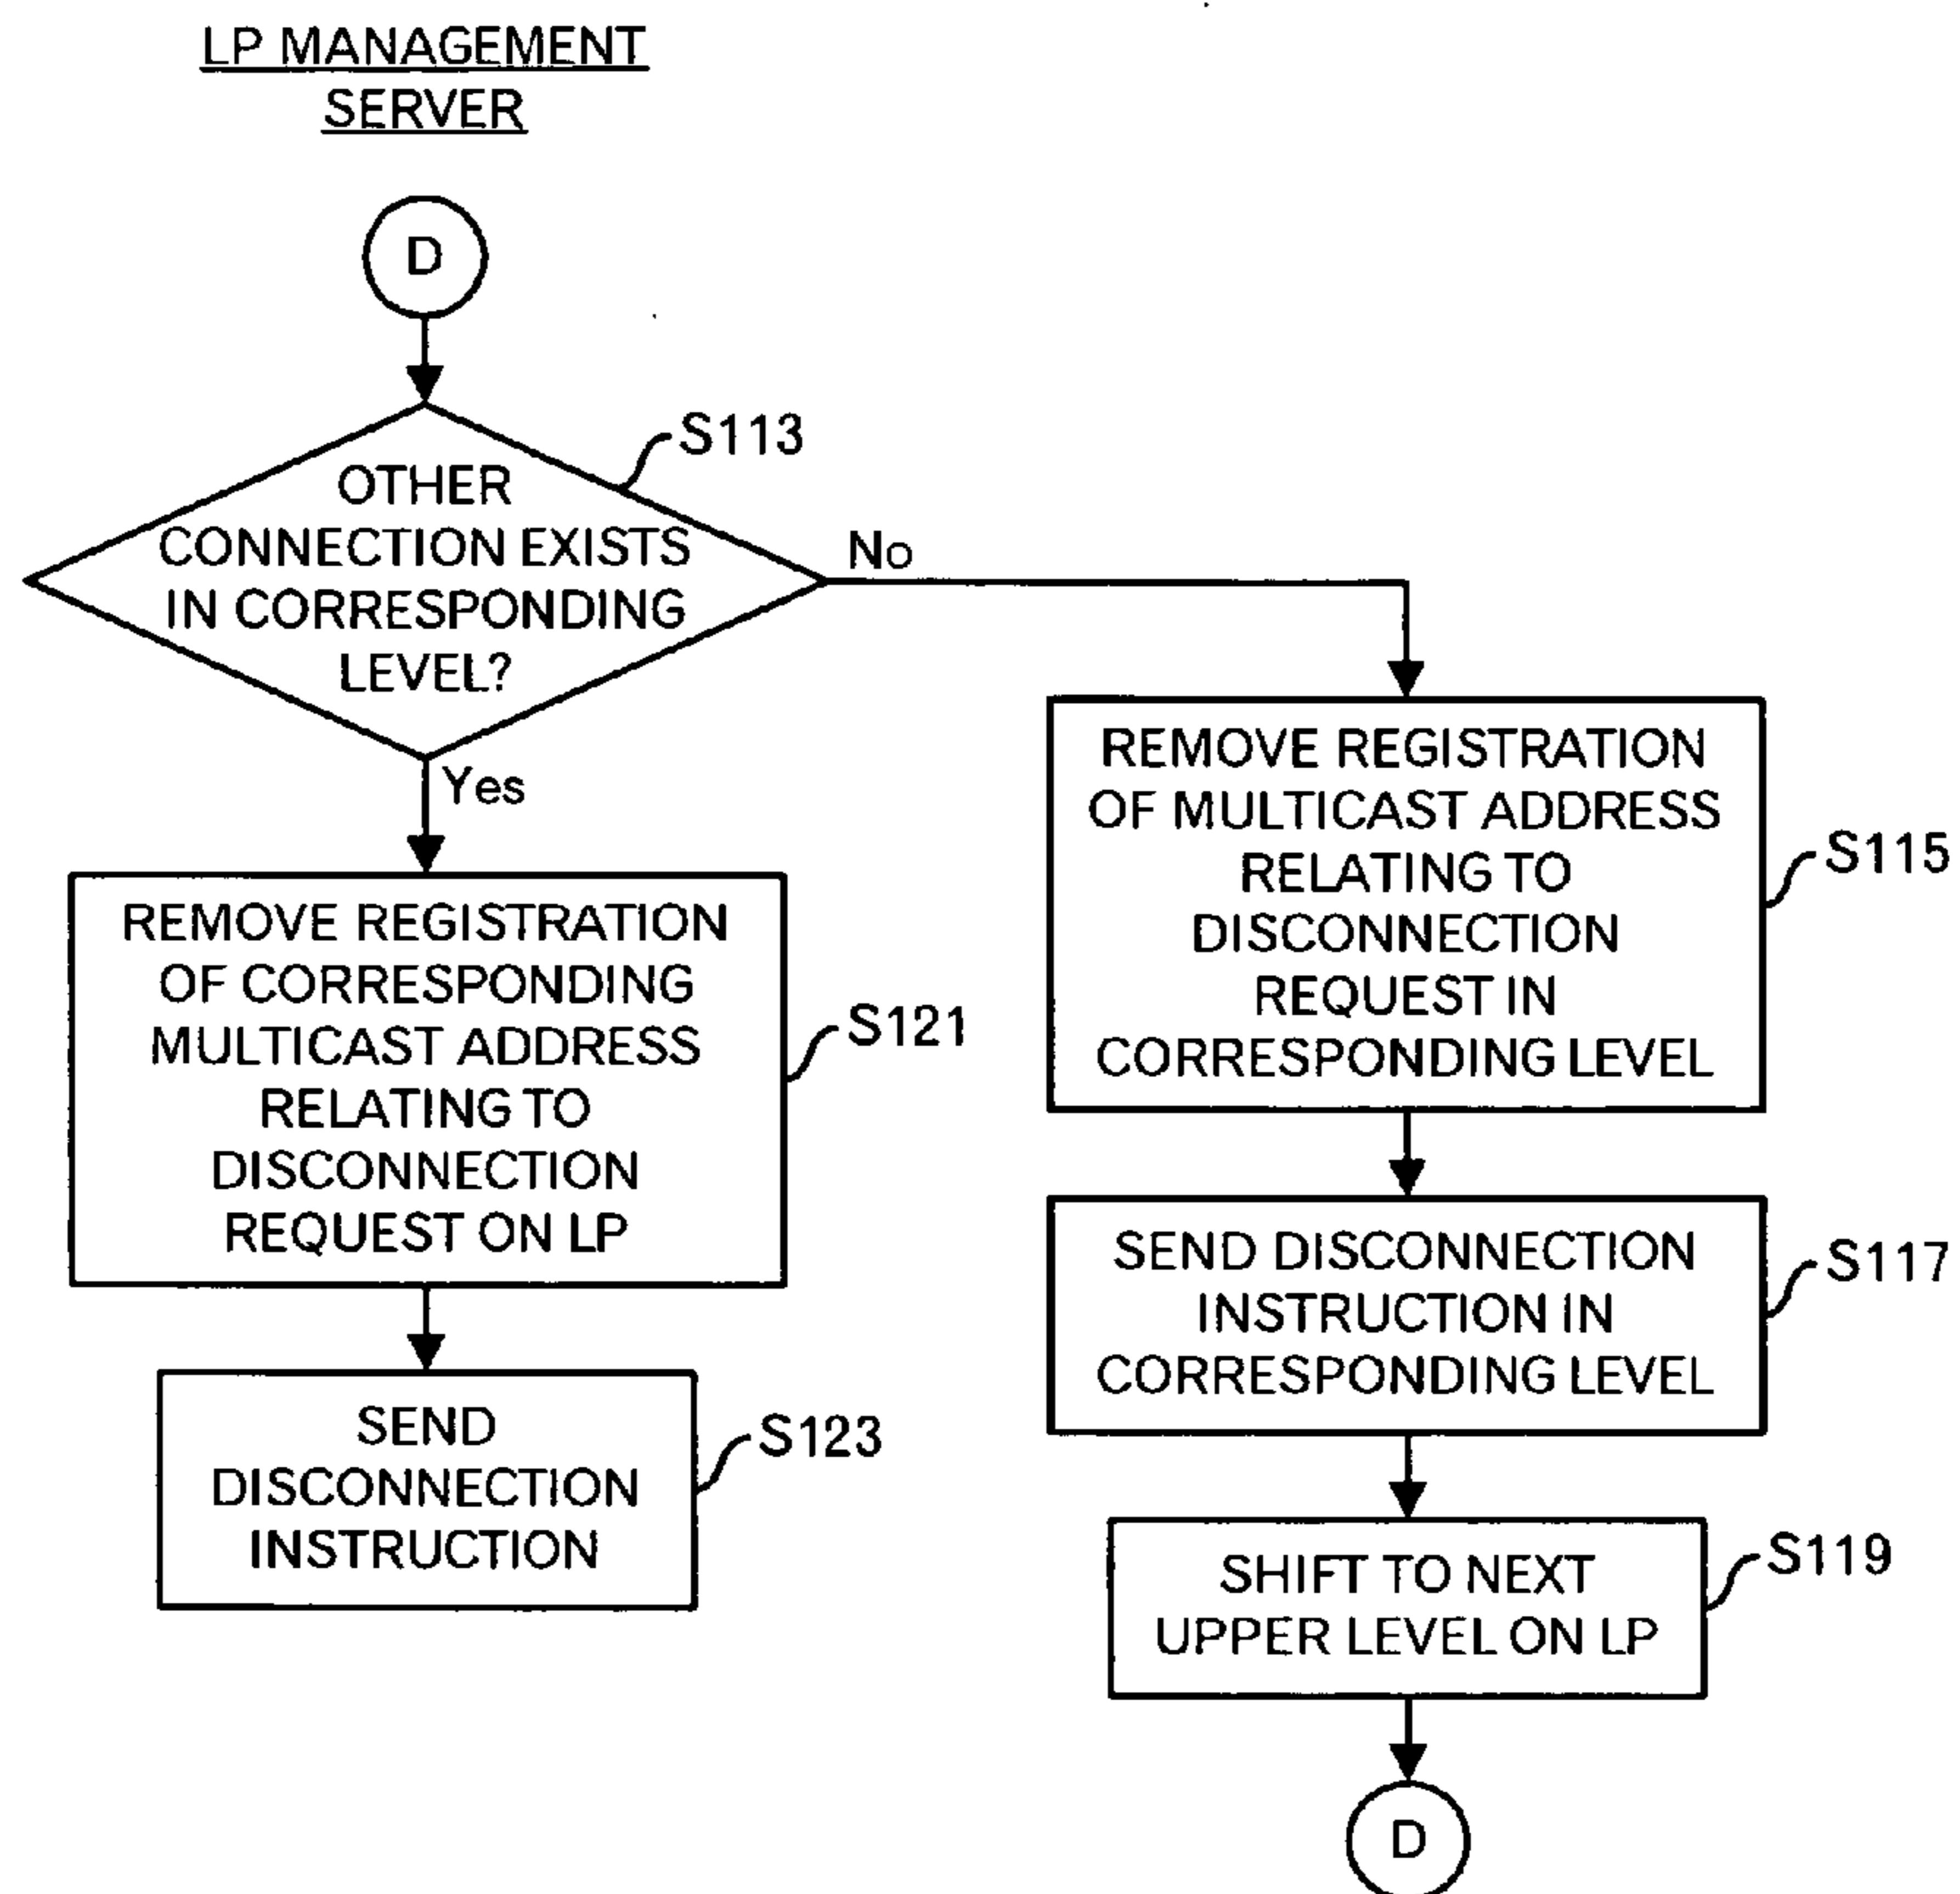 LP MANAGEMENT
SERVER
D
S113
OTHER
CONNECTION EXISTS
IN CORRESPONDING
LEVEL?
No
Yes
REMOVE REGISTRATION
OF CORRESPONDING
MULTICAST ADDRESS
RELATING TO
DISCONNECTION
REQUEST ON LP
S121
SEND
DISCONNECTION
INSTRUCTION
S123
REMOVE REGISTRATION
OF MULTICAST ADDRESS
RELATING TO
DISCONNECTION
REQUEST IN
CORRESPONDING LEVEL
S115
SEND DISCONNECTION
INSTRUCTION IN
CORRESPONDING LEVEL
S117
SHIFT TO NEXT
UPPER LEVEL ON LP
S119
D